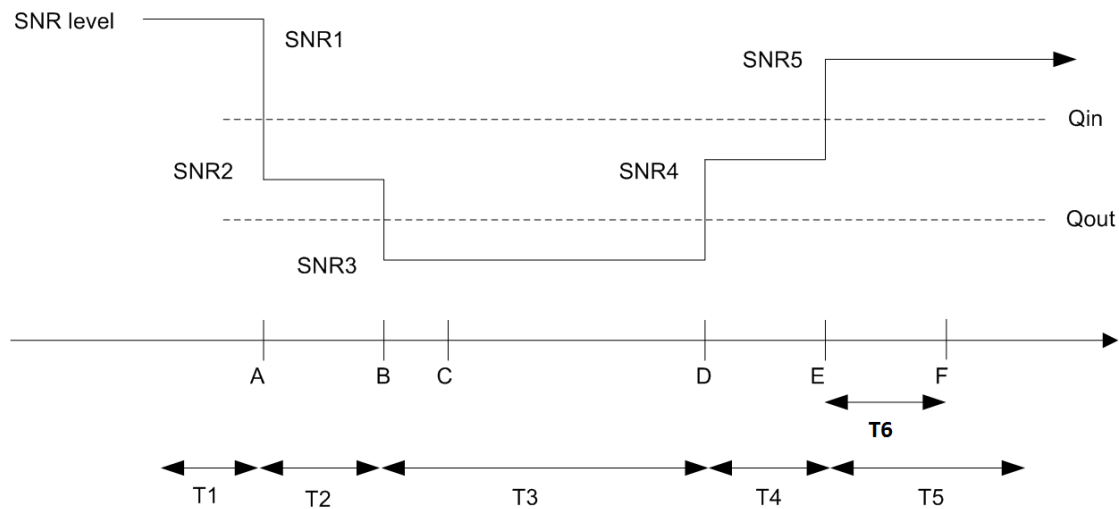 SNR level
SNR1
SNR5
Qin
SNR2
SNR4
Qout
SNR3
A
B
C
D
E
F
T6
T1
T2
T3
T4
T5